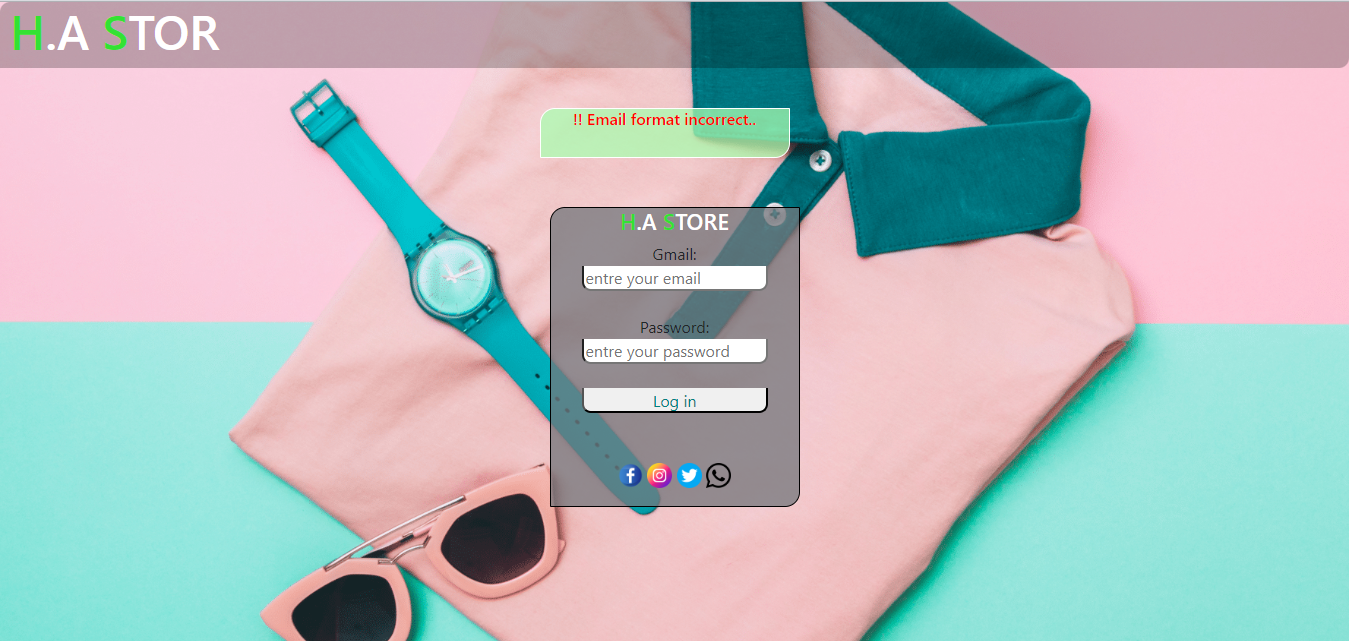 H.A STOR
!! Email format incorrect..
H.A STORE
Gmail:
entre your email
Password:
entre your password
Log in